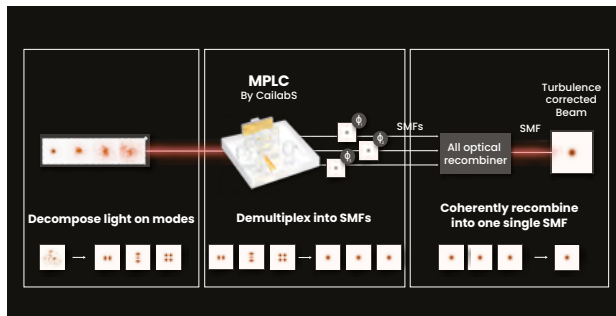 MPLC
By CailabS
ϕ
ϕ
ϕ
SMFs
All optical
recombiner
SMF
Turbulence
corrected
Beam
Decompose light on modes
Demultiplex into SMFs
Coherently recombine
into one single SMF